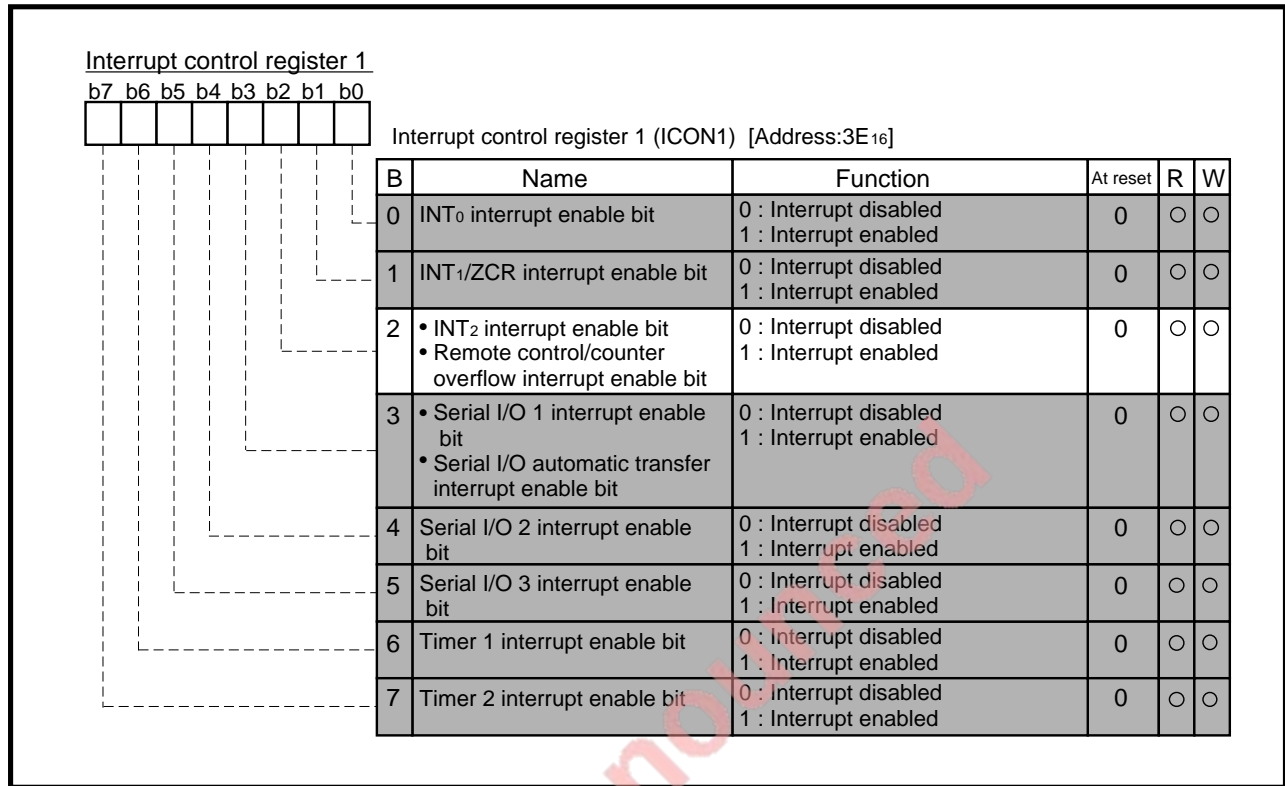 Interrupt control register 1
b7 b6 b5 b4 b3 b2 b1 b0
Interrupt control register 1 (ICON1) [Address:3E16]
B Name Function At reset R W
0 INT0 interrupt enable bit 0 : Interrupt disabled 0 ○ ○
1 : Interrupt enabled
1 INT1/ZCR interrupt enable bit 0 : Interrupt disabled 0 ○ ○
1 : Interrupt enabled
2 • INT2 interrupt enable bit 0 : Interrupt disabled 0 ○ ○
• Remote control/counter 1 : Interrupt enabled
overflow interrupt enable bit
3 • Serial I/O 1 interrupt enable 0 : Interrupt disabled 0 ○ ○
bit 1 : Interrupt enabled
• Serial I/O automatic transfer
interrupt enable bit
4 Serial I/O 2 interrupt enable 0 : Interrupt disabled 0 ○ ○
bit 1 : Interrupt enabled
5 Serial I/O 3 interrupt enable 0 : Interrupt disabled 0 ○ ○
bit 1 : Interrupt enabled
6 Timer 1 interrupt enable bit 0 : Interrupt disabled 0 ○ ○
1 : Interrupt enabled
7 Timer 2 interrupt enable bit 0 : Interrupt disabled 0 ○ ○
1 : Interrupt enabled